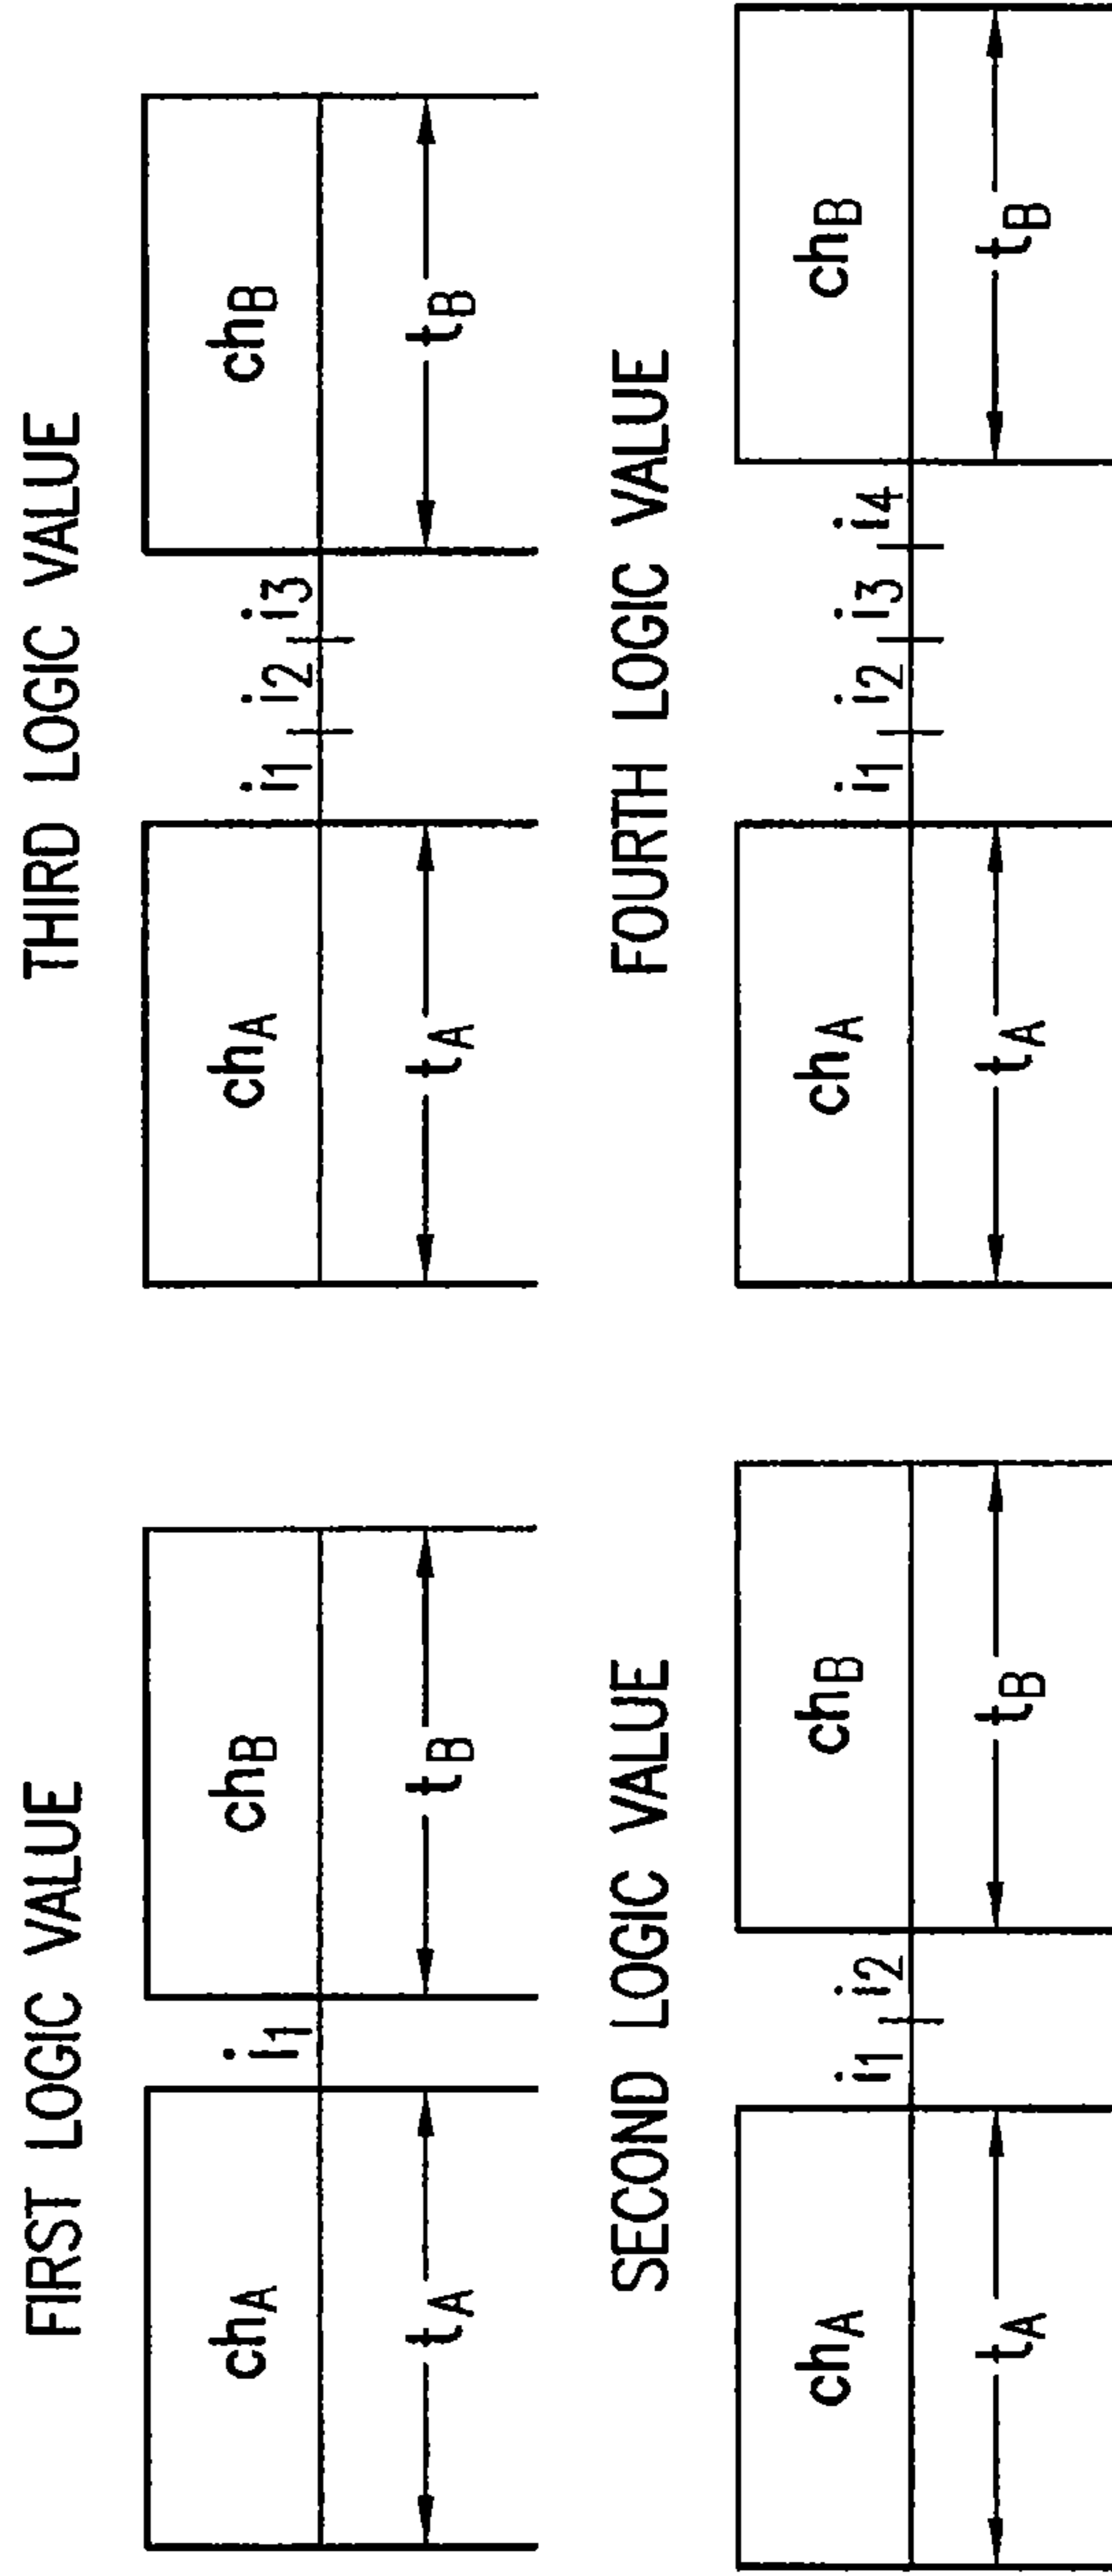 FIRST LOGIC VALUE
chA i1 chB
tA tB
SECOND LOGIC VALUE
chA i1 i2 chB
tA tB
THIRD LOGIC VALUE
chA i1 i2 i3 chB
tA tB
FOURTH LOGIC VALUE
chA i1 i2 i3 i4 chB
tA tB